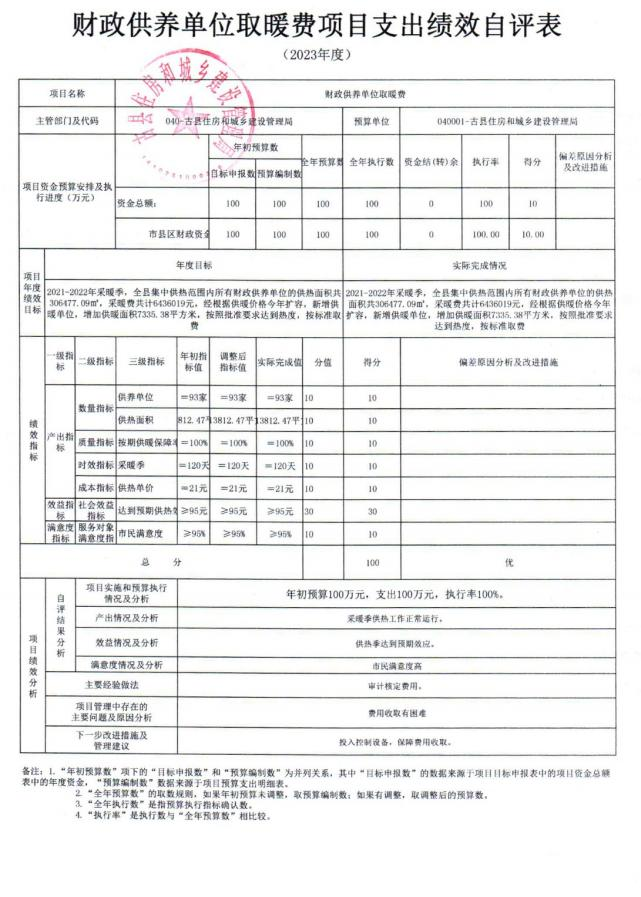 财政供养单位取暖费项目支出绩效自评表
（2023年度）
项目名称 财政供养单位取暖费
主管部门及代码 040-古县住房和城乡建设管理局 预算单位 040001-古县住房和城乡建设管理局
项目资金预算安排及执行进度（万元） 年初预算数 全年预算数 全年执行数 资金结(转)余 执行率 得分 偏差原因分析及改进措施
目标申报数 预算编制数
资金总额： 100 100 100 100 0 100 10
市县区财政资金 100 100 100 100 0 100.00 10.00
项目年度绩效目标 年度目标 实际完成情况
2021-2022年采暖季，全县集中供热范围内所有财政供养单位的供热面积共
306477.09㎡，采暖费共计6436019元，经根据供暖价格今年扩容，新增供
暖单位，增加供暖面积7335.38平方米，按照批准要求达到热度，按标准取
费
2021-2022年采暖季，全县集中供热范围内所有财政供养单位的供热
面积共306477.09㎡，采暖费共计6436019元，经根据供暖价格今年
扩容，新增供暖单位，增加供暖面积7335.38平方米，按照批准要求
达到热度，按标准取费
绩效指标 一级指标 二级指标 三级指标 年初指标值 调整后指标值 实际完成值 分值 得分 偏差原因分析及改进措施
产出指标 数量指标 供养单位 =93家 =93家 =93家 10 10
供热面积 812.47平 13812.47平 13812.47平 10 10
质量指标 按期供暖保障率 =100% =100% =100% 10 10
时效指标 采暖季 =120天 =120天 =120天 10 10
成本指标 供热单价 =21元 =21元 =21元 10 10
效益指标 社会效益指标 达到预期供热效 ≥95元 ≥95元 ≥95元 30 30
满意度指标 服务对象满意度指 市民满意度 ≥95% ≥95% ≥95% 10 10
总 分 100 优
项目绩效分析 自评结果分析 项目实施和预算执行情况及分析 年初预算100万元，支出100万元，执行率100%。
产出情况及分析 采暖季供热工作正常运行。
效益情况及分析 供热季达到预期效应。
满意度情况及分析 市民满意度高
主要经验做法 审计核定费用。
项目管理中存在的主要问题及原因分析 费用收取有困难
下一步改进措施及管理建议 投入控制设备，保障费用收取。
备注：1.“年初预算数”项下的“目标申报数”和“预算编制数”为并列关系，其中“目标申报数”的数据来源于项目目标申报表中的项目资金总额
表中的年度资金，“预算编制数”数据来源于项目预算支出明细表。
2.“全年预算数”的取数规则，如果年初预算未调整，取预算编制数；如果有调整，取调整后的预算数。
3.“全年执行数”是指预算执行指标确认数。
4.“执行率”是执行数与“全年预算数”相比较。
古县住房和城乡建设管理局